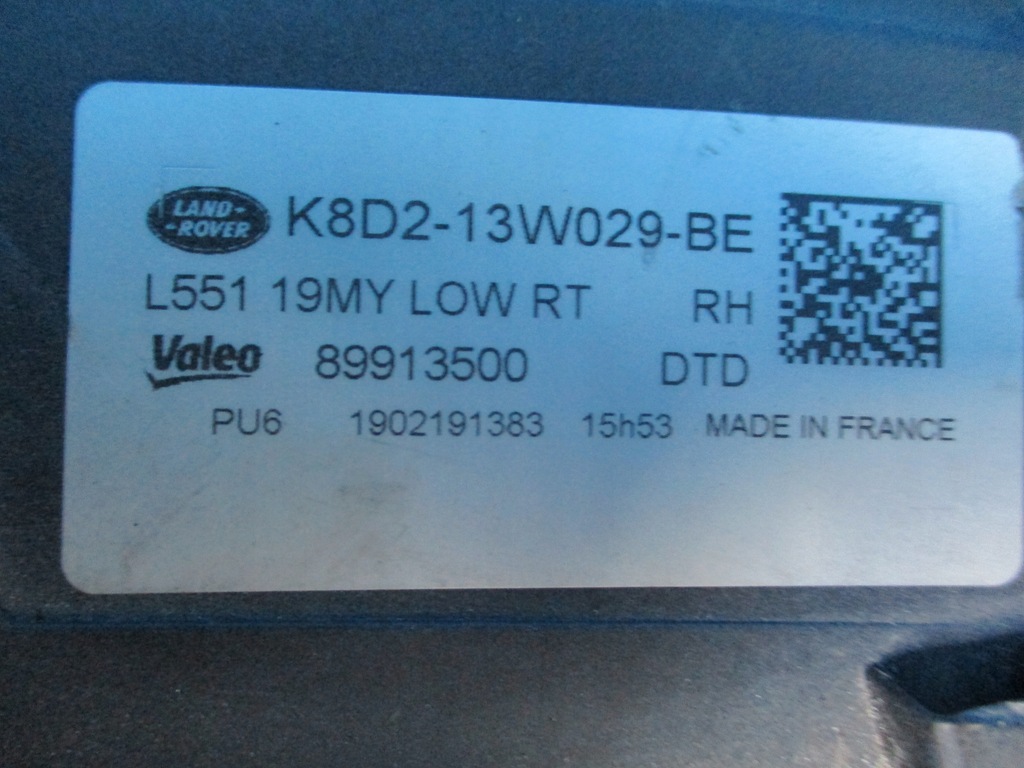 LAND-
-ROVER K8D2-13W029-BE
L551 19MY LOW RT RH
Valeo 89913500 DTD
PU6 1902191383 15h53 MADE IN FRANCE